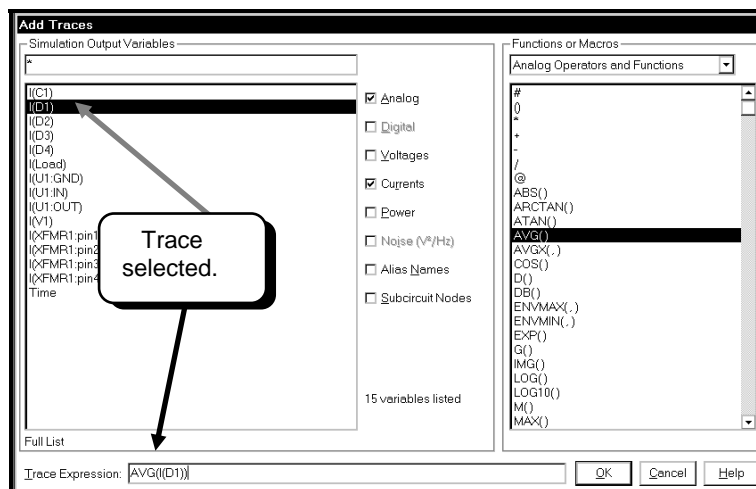 Add Traces
Simulation Output Variables
*
I(C1)
I(D1)
I(D2)
I(D3)
I(D4)
I(Load)
I(U1:GND)
I(U1:IN)
I(U1:OUT)
I(V1)
I(XFMR1:pin1
I(XFMR1:pin2
I(XFMR1:pin3
I(XFMR1:pin4
Time
Trace
selected.
Full List
Analog
Digital
Voltages
Currents
Power
Noise (V²/Hz)
Alias Names
Subcircuit Nodes
15 variables listed
Functions or Macros
Analog Operators and Functions
#
()
*
+
-
/
@
ABS()
ARCTAN()
ATAN()
AVG()
AVGX(,)
COS()
D()
DB()
ENVMAX(,)
ENVMIN(,)
EXP()
G()
IMG()
LOG()
LOG10()
M()
MAX()
Trace Expression: AVG(I(D1))
OK Cancel Help